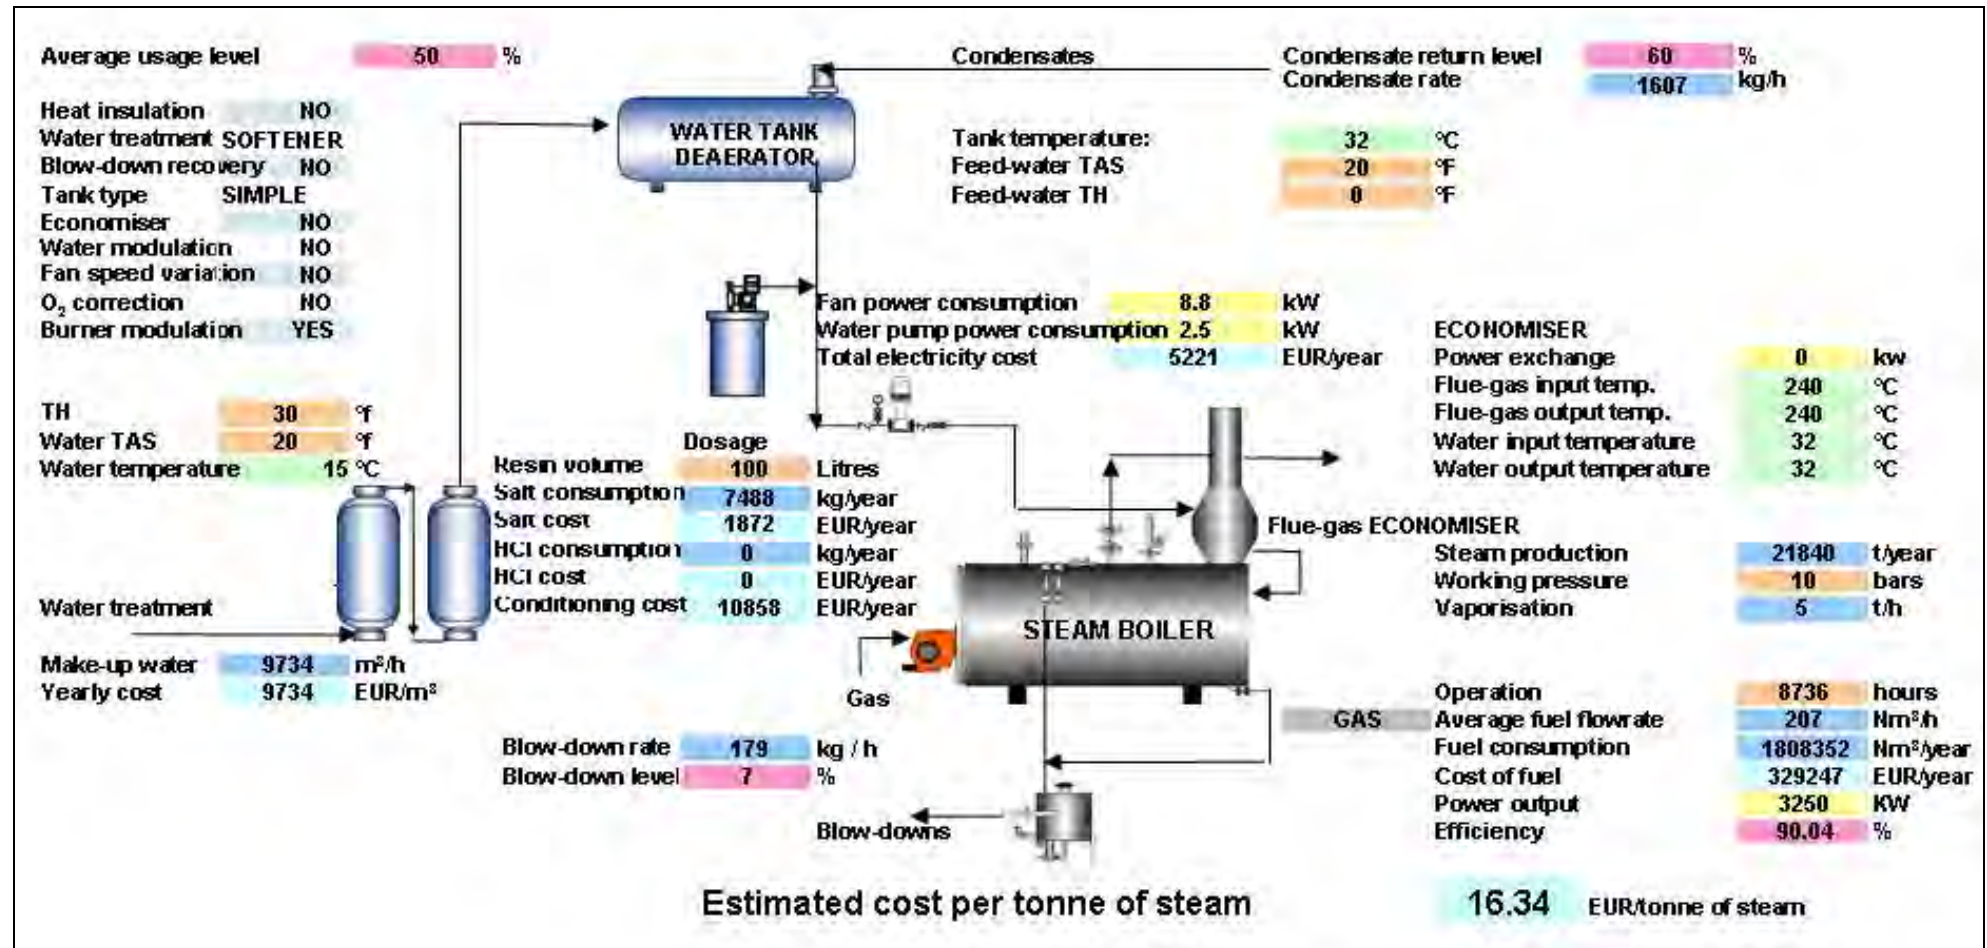 Average usage level 50 %
Condensates
Condensate return level 60 %
Condensate rate 1607 kg/h
Heat insulation NO
Water treatment SOFTENER
Blow-down recovery NO
Tank type SIMPLE
Economiser NO
Water modulation NO
Fan speed variation NO
O₂ correction NO
Burner modulation YES
WATER TANK
DEAERATOR
Tank temperature: 32 °C
Feed-water TAS 20 °F
Feed-water TH 0 °F
Fan power consumption 8.8 kW
Water pump power consumption 2.5 kW
Total electricity cost 5221 EUR/year
ECONOMISER
Power exchange 0 kw
Flue-gas input temp. 240 °C
Flue-gas output temp. 240 °C
Water input temperature 32 °C
Water output temperature 32 °C
TH 30 °f
Water TAS 20 °f
Water temperature 15 °C
Dosage
Resin volume 100 Litres
Salt consumption 7488 kg/year
Salt cost 1872 EUR/year
HCl consumption 0 kg/year
HCl cost 0 EUR/year
Conditioning cost 10858 EUR/year
Water treatment
Make-up water 9734 m³/h
Yearly cost 9734 EUR/m³
Flue-gas ECONOMISER
Steam production 21840 t/year
Working pressure 10 bars
Vaporisation 5 t/h
STEAM BOILER
Gas
Blow-down rate 179 kg / h
Blow-down level 7 %
Blow-downs
Operation 8736 hours
GAS
Average fuel flowrate 207 Nm³/h
Fuel consumption 1808352 Nm³/year
Cost of fuel 329247 EUR/year
Power output 3250 KW
Efficiency 90.04 %
Estimated cost per tonne of steam 16.34 EUR/tonne of steam